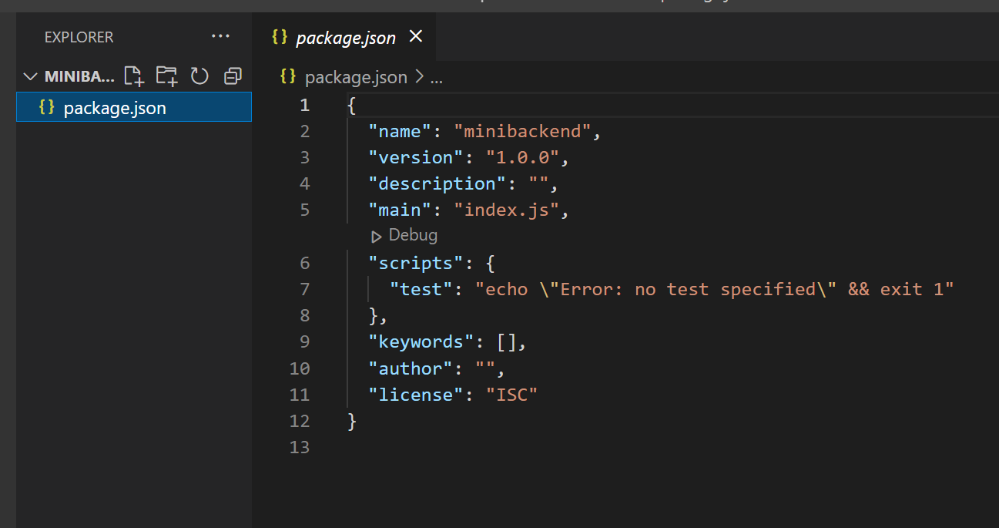 EXPLORER
MINIBA...
package.json
package.json
package.json > ...
1 {
2 "name": "minibackend",
3 "version": "1.0.0",
4 "description": "",
5 "main": "index.js",
Debug
6 "scripts": {
7 "test": "echo \"Error: no test specified\" && exit 1"
8 },
9 "keywords": [],
10 "author": "",
11 "license": "ISC"
12 }
13